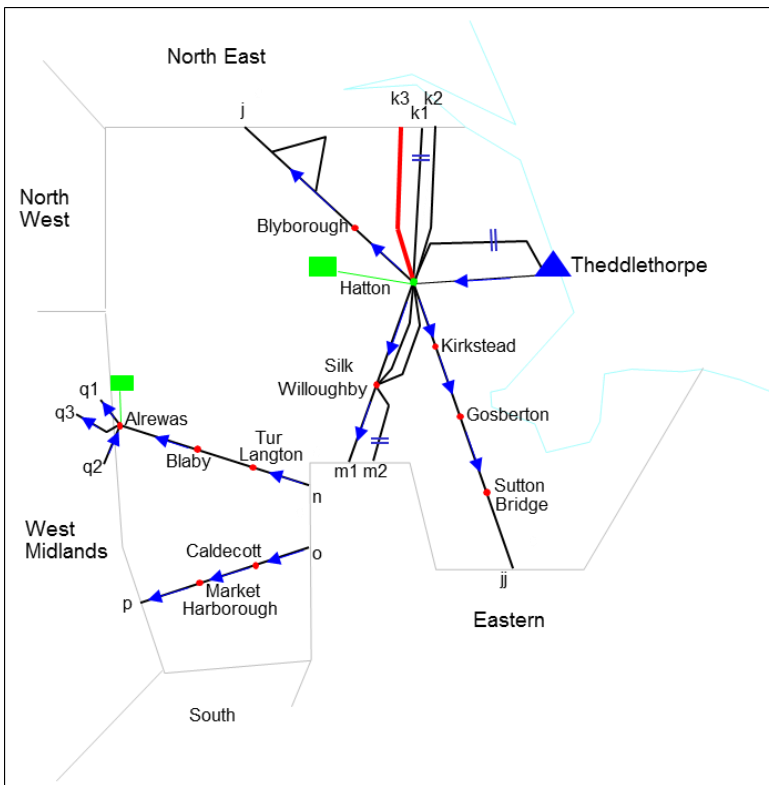 North East
k3
k2
j
k1
North
West
Blyborough
Theddlethorpe
Hatton
Kirkstead
Silk
Willoughby
q1
q3
Alrewas
Gosberton
Tur
Langton
Blaby
q2
m1 m2
Sutton
Bridge
n
West
Midlands
Caldecott
o
Market
Harborough
p
jj
Eastern
South